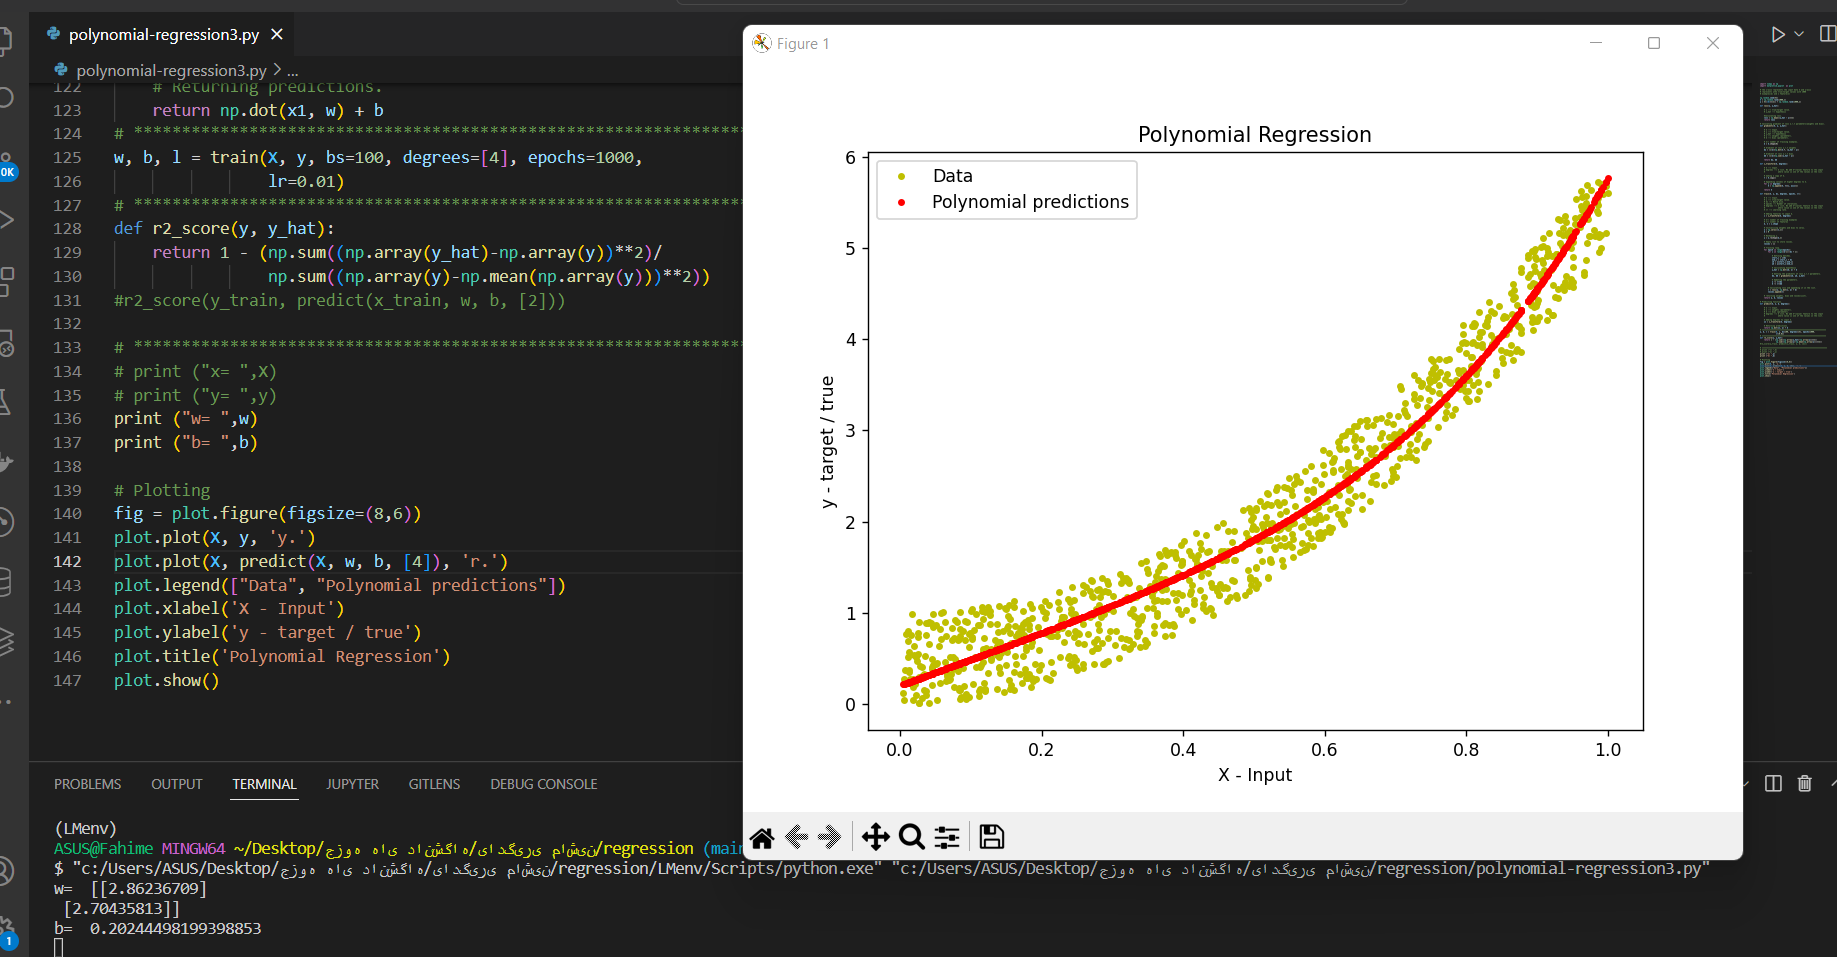 polynomial-regression3.py
polynomial-regression3.py > ...
122 # Returning predictions.
123 return np.dot(x1, w) + b
124 # ****************************************************************
125 w, b, l = train(X, y, bs=100, degrees=[4], epochs=1000,
126 lr=0.01)
127 # ****************************************************************
128 def r2_score(y, y_hat):
129 return 1 - (np.sum((np.array(y_hat)-np.array(y))**2)/
130 np.sum((np.array(y)-np.mean(np.array(y)))**2))
131 #r2_score(y_train, predict(x_train, w, b, [2]))
132
133 # ****************************************************************
134 # print ("x= ",X)
135 # print ("y= ",y)
136 print ("w= ",w)
137 print ("b= ",b)
138
139 # Plotting
140 fig = plot.figure(figsize=(8,6))
141 plot.plot(X, y, 'y.')
142 plot.plot(X, predict(X, w, b, [4]), 'r.')
143 plot.legend(["Data", "Polynomial predictions"])
144 plot.xlabel('X - Input')
145 plot.ylabel('y - target / true')
146 plot.title('Polynomial Regression')
147 plot.show()
Figure 1
Polynomial Regression
Data
Polynomial predictions
6
5
4
3
2
1
0
y - target / true
0.0 0.2 0.4 0.6 0.8 1.0
X - Input
0K
1
PROBLEMS OUTPUT TERMINAL JUPYTER GITLENS DEBUG CONSOLE
(LMenv)
ASUS@Fahime MINGW64 ~/Desktop/جزوه های دانشگاه/یادگیری ماشین/regression (main
$ "c:/Users/ASUS/Desktop/جزوه های دانشگاه/یادگیری ماشین/regression/LMenv/Scripts/python.exe" "c:/Users/ASUS/Desktop/جزوه های دانشگاه/یادگیری ماشین/regression/polynomial-regression3.py"
w= [[2.86236709]
[2.70435813]]
b= 0.20244498199398853